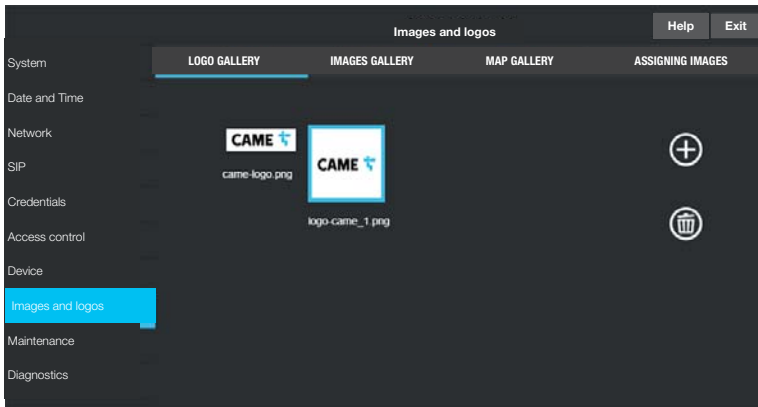 Images and logos
Help
Exit
System
LOGO GALLERY
IMAGES GALLERY
MAP GALLERY
ASSIGNING IMAGES
Date and Time
Network
SIP
Credentials
Access control
Device
Images and logos
Maintenance
Diagnostics
CAME
came-logo.png
CAME
logo-came_1.png